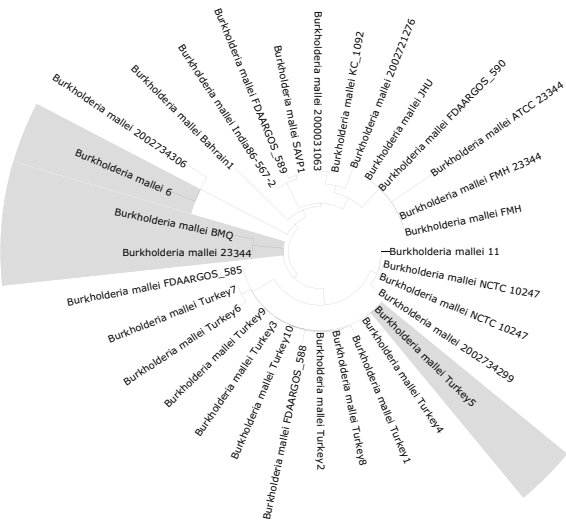 Burkholderia mallei 2002734306
Burkholderia mallei Bahrain1
Burkholderia mallei India86-567-2
Burkholderia mallei FDAARGOS_589
Burkholderia mallei SAVP1
Burkholderia mallei 2000031063
Burkholderia mallei KC_1092
Burkholderia mallei 2002721276
Burkholderia mallei JHU
Burkholderia mallei FDAARGOS_590
Burkholderia mallei ATCC 23344
Burkholderia mallei FMH 23344
Burkholderia mallei FMH
Burkholderia mallei 11
Burkholderia mallei NCTC 10247
Burkholderia mallei NCTC 10247
Burkholderia mallei 2002734299
Burkholderia mallei Turkey5
Burkholderia mallei Turkey4
Burkholderia mallei Turkey1
Burkholderia mallei Turkey8
Burkholderia mallei Turkey2
Burkholderia mallei FDAARGOS_588
Burkholderia mallei Turkey10
Burkholderia mallei Turkey3
Burkholderia mallei Turkey9
Burkholderia mallei Turkey6
Burkholderia mallei Turkey7
Burkholderia mallei FDAARGOS_585
Burkholderia mallei 23344
Burkholderia mallei BMQ
Burkholderia mallei 6